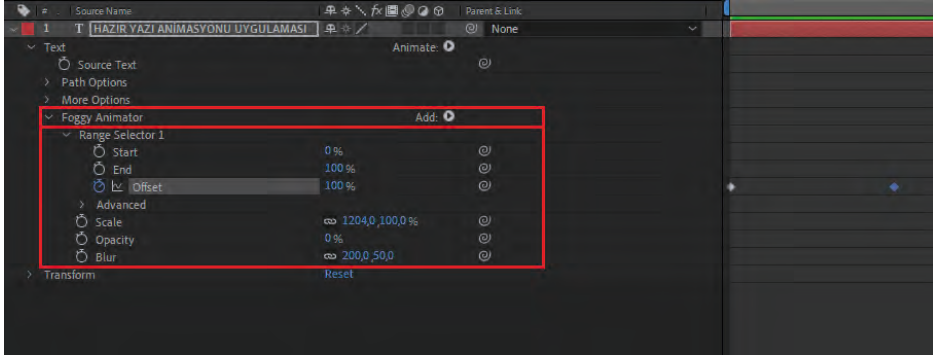 # Source Name fx Parent & Link
1 T HAZIR YAZI ANİMASYONU UYGULAMASI None
Text Animate:
Source Text
Path Options
More Options
Foggy Animator Add:
Range Selector 1
Start 0%
End 100%
Offset 100%
Advanced
Scale 1204,0,100,0%
Opacity 0%
Blur 200,0,50,0
Transform Reset